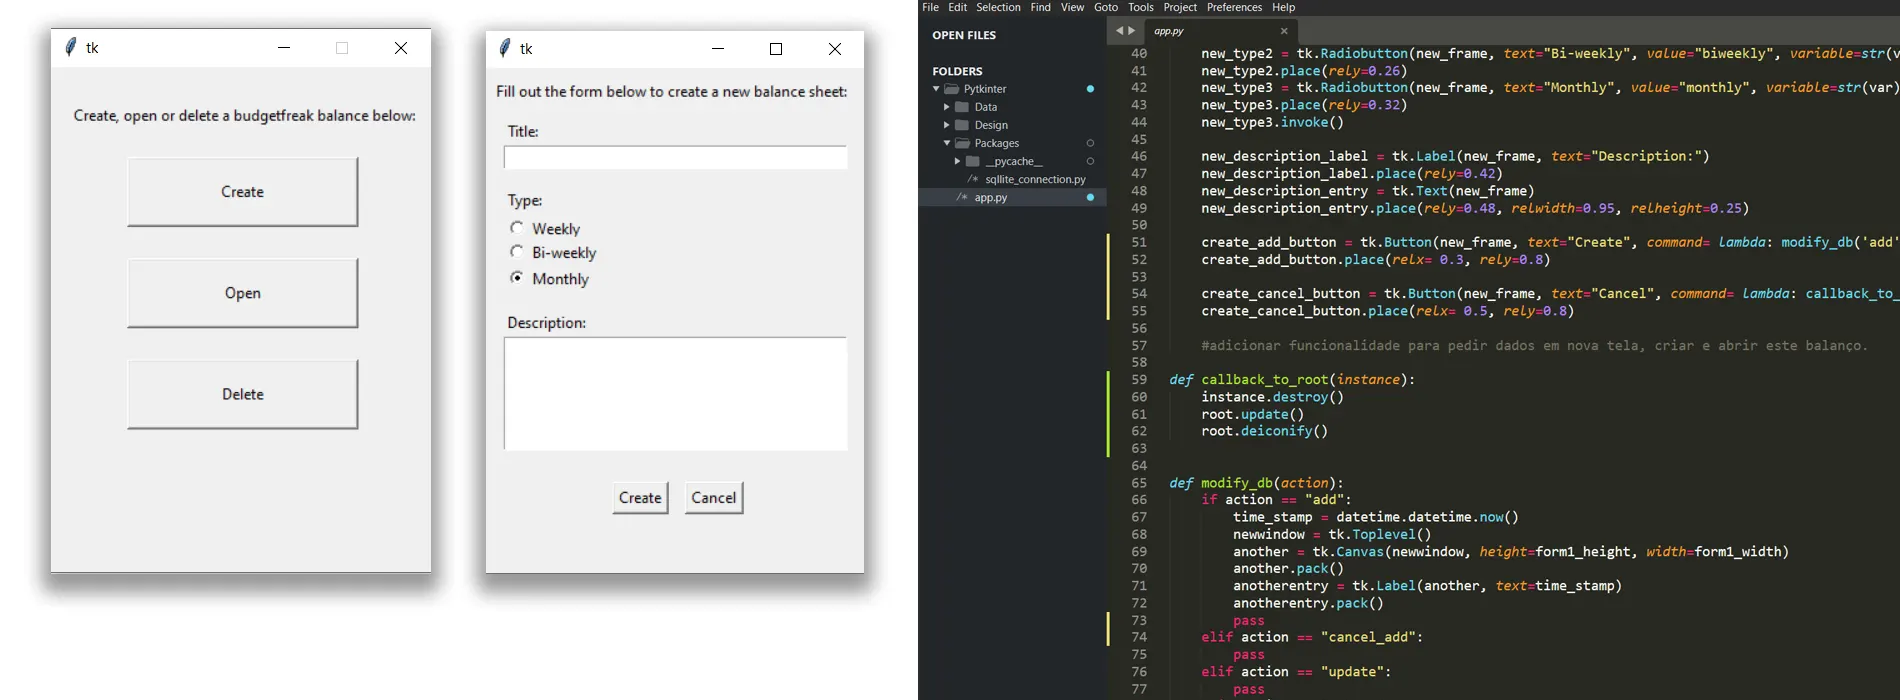 tk
Create, open or delete a budgetfreak balance below:
Create
Open
Delete
tk
Fill out the form below to create a new balance sheet:
Title:
Type:
Weekly
Bi-weekly
Monthly
Description:
Create Cancel
File Edit Selection Find View Goto Tools Project Preferences Help
OPEN FILES
FOLDERS
Pytkinter
Data
Design
Packages
__pycache__
/* sqllite_connection.py
/* app.py
app.py
40 new_type2 = tk.Radiobutton(new_frame, text="Bi-weekly", value="biweekly", variable=str(v
41 new_type2.place(rely=0.26)
42 new_type3 = tk.Radiobutton(new_frame, text="Monthly", value="monthly", variable=str(var)
43 new_type3.place(rely=0.32)
44 new_type3.invoke()
45
46 new_description_label = tk.Label(new_frame, text="Description:")
47 new_description_label.place(rely=0.42)
48 new_description_entry = tk.Text(new_frame)
49 new_description_entry.place(rely=0.48, relwidth=0.95, relheight=0.25)
50
51 create_add_button = tk.Button(new_frame, text="Create", command= lambda: modify_db('add'
52 create_add_button.place(relx= 0.3, rely=0.8)
53
54 create_cancel_button = tk.Button(new_frame, text="Cancel", command= lambda: callback_to_
55 create_cancel_button.place(relx= 0.5, rely=0.8)
56
57 #adicionar funcionalidade para pedir dados em nova tela, criar e abrir este balanço.
58
59 def callback_to_root(instance):
60 instance.destroy()
61 root.update()
62 root.deiconify()
63
64
65 def modify_db(action):
66 if action == "add":
67 time_stamp = datetime.datetime.now()
68 newwindow = tk.Toplevel()
69 another = tk.Canvas(newwindow, height=form1_height, width=form1_width)
70 another.pack()
71 anotherentry = tk.Label(another, text=time_stamp)
72 anotherentry.pack()
73 pass
74 elif action == "cancel_add":
75 pass
76 elif action == "update":
77 pass